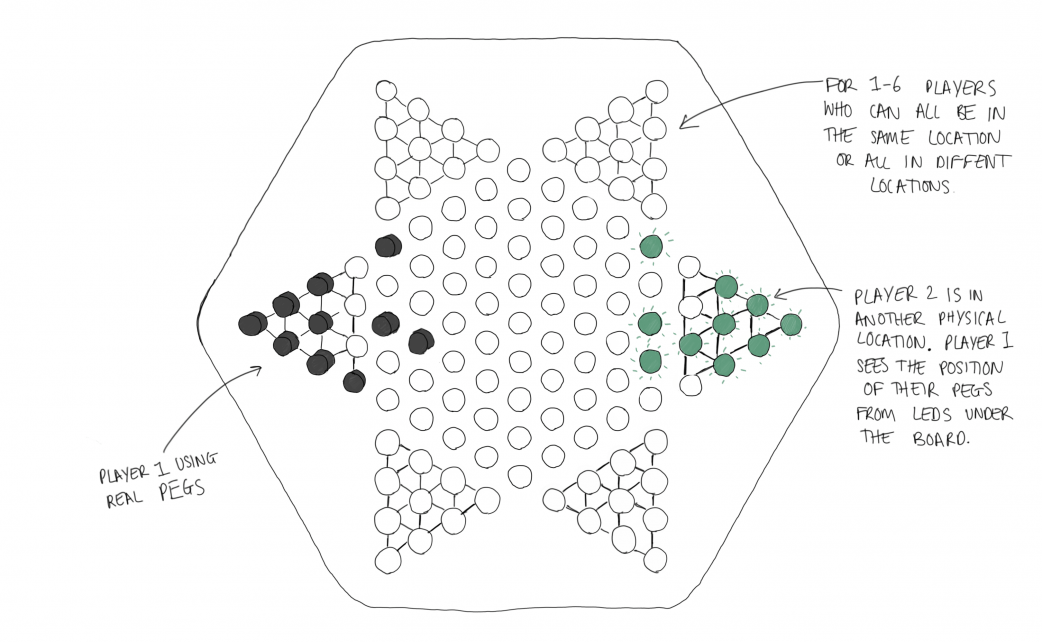 FOR 1-6 PLAYERS
WHO CAN ALL BE IN
THE SAME LOCATION
OR ALL IN DIFFENT
LOCATIONS.
PLAYER 2 IS IN
ANOTHER PHYSICAL
LOCATION. PLAYER 1
SEES THE POSITION
OF THEIR PEGS
FROM LEDS UNDER
THE BOARD.
PLAYER 1 USING
REAL PEGS